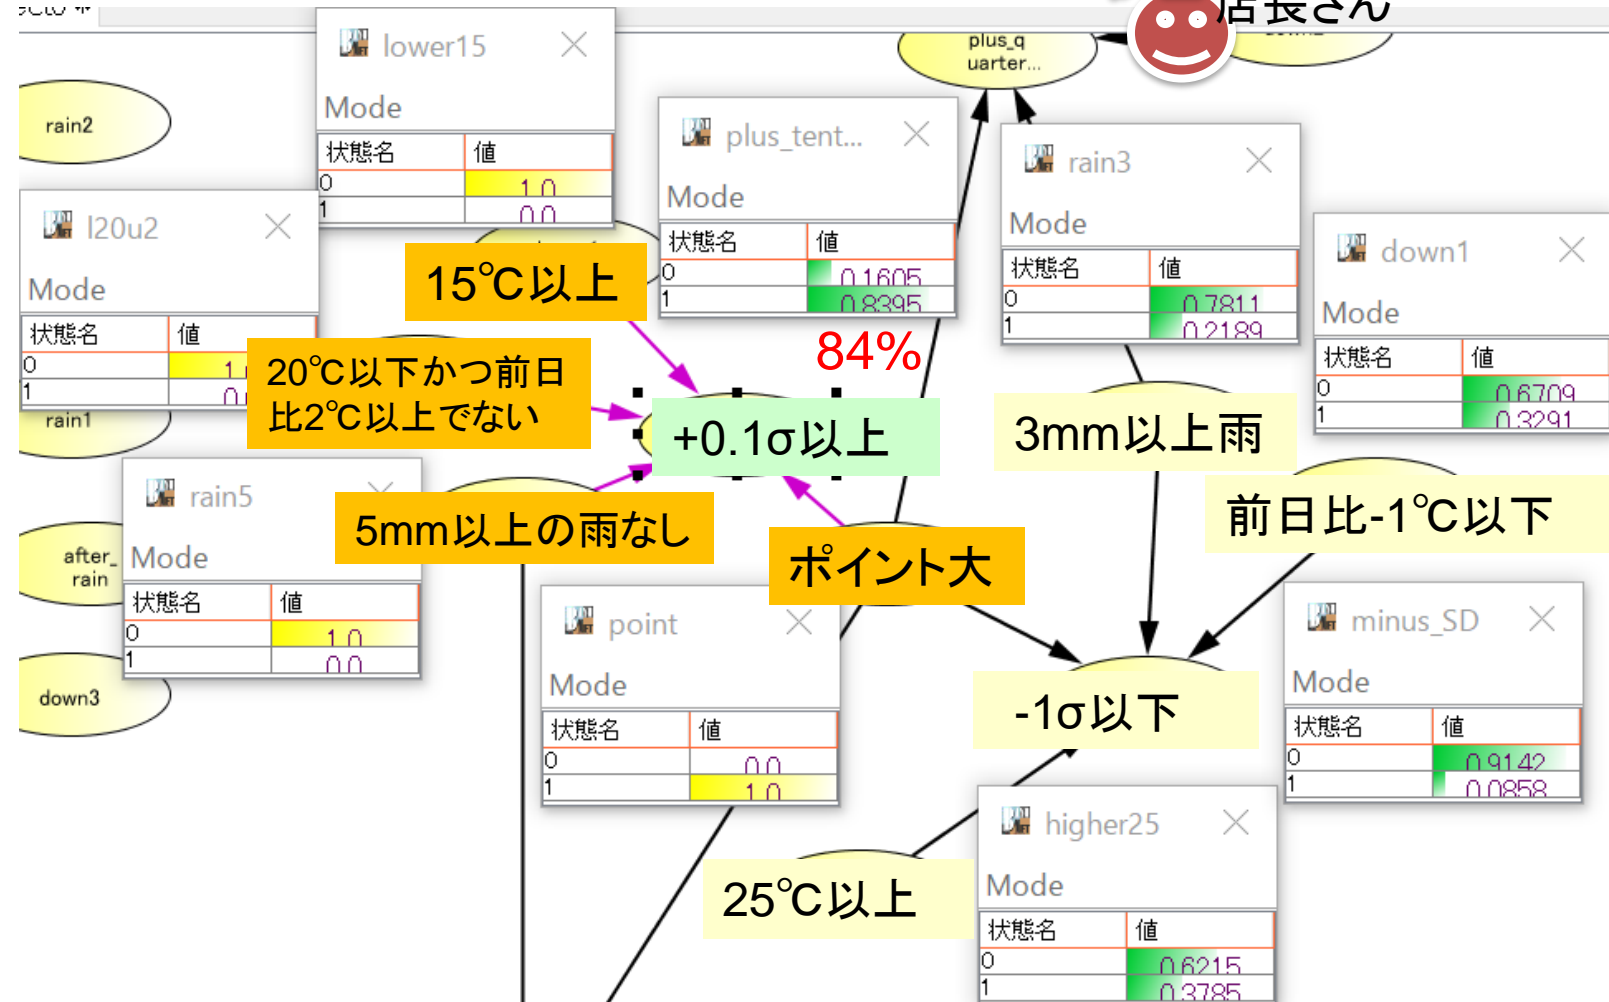 店長さん
lower15
Mode
状態名 値
0 1.0
1 0.0
plus_q
uarter...
rain2
plus_tent...
Mode
状態名 値
0 0.1605
1 0.8395
84%
rain3
Mode
状態名 値
0 0.7811
1 0.2189
l20u2
Mode
状態名 値
0
1
down1
Mode
状態名 値
0 0.6709
1 0.3291
15℃以上
20℃以下かつ前日
比2℃以上でない
rain1
+0.1σ以上
3mm以上雨
前日比-1℃以下
rain5
Mode
状態名 値
0 1.0
1 0.0
5mm以上の雨なし
ポイント大
after_
rain
down3
point
Mode
状態名 値
0 0.0
1 1.0
minus_SD
Mode
状態名 値
0 0.9142
1 0.0858
-1σ以下
25℃以上
higher25
Mode
状態名 値
0 0.6215
1 0.3785